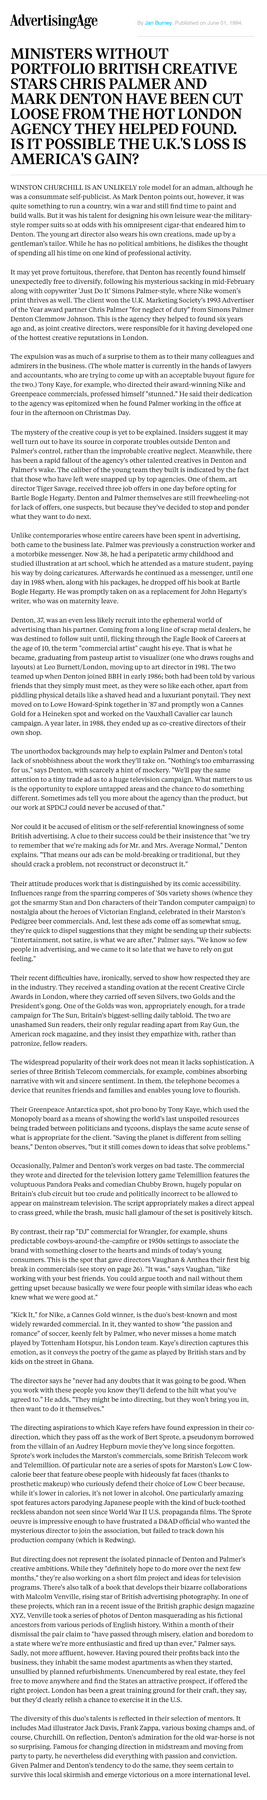 AdvertisingAge
By Jan Burney. Published on June 01, 1994.
MINISTERS WITHOUT
PORTFOLIO BRITISH CREATIVE
STARS CHRIS PALMER AND
MARK DENTON HAVE BEEN CUT
LOOSE FROM THE HOT LONDON
AGENCY THEY HELPED FOUND.
IS IT POSSIBLE THE U.K.'S LOSS IS
AMERICA'S GAIN?
WINSTON CHURCHILL IS AN UNLIKELY role model for an adman, although he
was a consummate self-publicist. As Mark Denton points out, however, it was
quite something to run a country, win a war and still find time to paint and
build walls. But it was his talent for designing his own leisure wear-the military-
style romper suits so at odds with his omnipresent cigar-that endeared him to
Denton. The young art director also wears his own creations, made up by a
gentleman's tailor. While he has no political ambitions, he dislikes the thought
of spending all his time on one kind of professional activity.
It may yet prove fortuitous, therefore, that Denton has recently found himself
unexpectedly free to diversify, following his mysterious sacking in mid-February
along with copywriter 'Just Do It' Simons Palmer-style, where Nike women's
print thrives as well. The client won the U.K. Marketing Society's 1993 Advertiser
of the Year award partner Chris Palmer "for neglect of duty" from Simons Palmer
Denton Clemmow Johnson. This is the agency they helped to found six years
ago and, as joint creative directors, were responsible for it having developed one
of the hottest creative reputations in London.
The expulsion was as much of a surprise to them as to their many colleagues and
admirers in the business. (The whole matter is currently in the hands of lawyers
and accountants, who are trying to come up with an acceptable buyout figure for
the two.) Tony Kaye, for example, who directed their award-winning Nike and
Greenpeace commercials, professed himself "stunned." He said their dedication
to the agency was epitomized when he found Palmer working in the office at
four in the afternoon on Christmas Day.
The mystery of the creative coup is yet to be explained. Insiders suggest it may
well turn out to have its source in corporate troubles outside Denton and
Palmer's control, rather than the improbable creative neglect. Meanwhile, there
has been a rapid fallout of the agency's other talented creatives in Denton and
Palmer's wake. The caliber of the young team they built is indicated by the fact
that those who have left were snapped up by top agencies. One of them, art
director Tiger Savage, received three job offers in one day before opting for
Bartle Bogle Hegarty. Denton and Palmer themselves are still freewheeling-not
for lack of offers, one suspects, but because they've decided to stop and ponder
what they want to do next.
Unlike contemporaries whose entire careers have been spent in advertising,
both came to the business late. Palmer was previously a construction worker and
a motorbike messenger. Now 38, he had a peripatetic army childhood and
studied illustration at art school, which he attended as a mature student, paying
his way by doing caricatures. Afterwards he continued as a messenger, until one
day in 1985 when, along with his packages, he dropped off his book at Bartle
Bogle Hegarty. He was promptly taken on as a replacement for John Hegarty's
writer, who was on maternity leave.
Denton, 37, was an even less likely recruit into the ephemeral world of
advertising than his partner. Coming from a long line of scrap metal dealers, he
was destined to follow suit until, flicking through the Eagle Book of Careers at
the age of 10, the term "commercial artist" caught his eye. That is what he
became, graduating from pasteup artist to visualizer (one who draws roughs and
layouts) at Leo Burnett/London, moving up to art director in 1981. The two
teamed up when Denton joined BBH in early 1986; both had been told by various
friends that they simply must meet, as they were so like each other, apart from
piddling physical details like a shaved head and a luxuriant ponytail. They next
moved on to Lowe Howard-Spink together in '87 and promptly won a Cannes
Gold for a Heineken spot and worked on the Vauxhall Cavalier car launch
campaign. A year later, in 1988, they ended up as co-creative directors of their
own shop.
The unorthodox backgrounds may help to explain Palmer and Denton's total
lack of snobbishness about the work they'll take on. "Nothing's too embarrassing
for us," says Denton, with scarcely a hint of mockery. "We'll pay the same
attention to a tiny trade ad as to a huge television campaign. What matters to us
is the opportunity to explore untapped areas and the chance to do something
different. Sometimes ads tell you more about the agency than the product, but
our work at SPDCJ could never be accused of that."
Nor could it be accused of elitism or the self-referential knowingness of some
British advertising. A clue to their success could be their insistence that "we try
to remember that we're making ads for Mr. and Mrs. Average Normal," Denton
explains. "That means our ads can be mold-breaking or traditional, but they
should crack a problem, not reconstruct or deconstruct it."
Their attitude produces work that is distinguished by its comic accessibility.
Influences range from the sparring comperes of '50s variety shows (whence they
got the smarmy Stan and Don characters of their Tandon computer campaign) to
nostalgia about the heroes of Victorian England, celebrated in their Marston's
Pedigree beer commercials. And, lest these ads come off as somewhat smug,
they're quick to dispel suggestions that they might be sending up their subjects:
"Entertainment, not satire, is what we are after," Palmer says. "We know so few
people in advertising, and we came to it so late that we have to rely on gut
feeling."
Their recent difficulties have, ironically, served to show how respected they are
in the industry. They received a standing ovation at the recent Creative Circle
Awards in London, where they carried off seven Silvers, two Golds and the
President's gong. One of the Golds was won, appropriately enough, for a trade
campaign for The Sun, Britain's biggest-selling daily tabloid. The two are
unashamed Sun readers, their only regular reading apart from Ray Gun, the
American rock magazine, and they insist they empathize with, rather than
patronize, fellow readers.
The widespread popularity of their work does not mean it lacks sophistication. A
series of three British Telecom commercials, for example, combines absorbing
narrative with wit and sincere sentiment. In them, the telephone becomes a
device that reunites friends and families and enables young love to flourish.
Their Greenpeace Antarctica spot, shot pro bono by Tony Kaye, which used the
Monopoly board as a means of showing the world's last unspoiled resources
being traded between politicians and tycoons, displays the same acute sense of
what is appropriate for the client. "Saving the planet is different from selling
beans," Denton observes, "but it still comes down to ideas that solve problems."
Occasionally, Palmer and Denton's work verges on bad taste. The commercial
they wrote and directed for the television lottery game Telemillion features the
voluptuous Pandora Peaks and comedian Chubby Brown, hugely popular on
Britain's club circuit but too crude and politically incorrect to be allowed to
appear on mainstream television. The script appropriately makes a direct appeal
to crass greed, while the brash, music hall glamour of the set is positively kitsch.
By contrast, their rap "DJ" commercial for Wrangler, for example, shuns
predictable cowboys-around-the-campfire or 1950s settings to associate the
brand with something closer to the hearts and minds of today's young
consumers. This is the spot that gave directors Vaughan & Anthea their first big
break in commercials (see story on page 26). "It was," says Vaughan, "like
working with your best friends. You could argue tooth and nail without them
getting upset because basically we were four people with similar ideas who each
knew what we were good at."
"Kick It," for Nike, a Cannes Gold winner, is the duo's best-known and most
widely rewarded commercial. In it, they wanted to show "the passion and
romance" of soccer, keenly felt by Palmer, who never misses a home match
played by Tottenham Hotspur, his London team. Kaye's direction captures this
emotion, as it conveys the poetry of the game as played by British stars and by
kids on the street in Ghana.
The director says he "never had any doubts that it was going to be good. When
you work with these people you know they'll defend to the hilt what you've
agreed to." He adds, "They might be into directing, but they won't bring you in,
then want to do it themselves."
The directing aspirations to which Kaye refers have found expression in their co-
direction, which they pass off as the work of Bert Sprote, a pseudonym borrowed
from the villain of an Audrey Hepburn movie they've long since forgotten.
Sprote's work includes the Marston's commercials, some British Telecom work
and Telemillion. Of particular note are a series of spots for Marston's Low C low-
calorie beer that feature obese people with hideously fat faces (thanks to
prosthetic makeup) who curiously defend their choice of Low C beer because,
while it's lower in calories, it's not lower in alcohol. One particularly amazing
spot features actors parodying Japanese people with the kind of buck-toothed
reckless abandon not seen since World War II U.S. propaganda films. The Sprote
oeuvre is impressive enough to have frustrated a D&AD official who wanted the
mysterious director to join the association, but failed to track down his
production company (which is Redwing).
But directing does not represent the isolated pinnacle of Denton and Palmer's
creative ambitions. While they "definitely hope to do more over the next few
months," they're also working on a short film project and ideas for television
programs. There's also talk of a book that develops their bizarre collaborations
with Malcolm Venville, rising star of British advertising photography. In one of
these projects, which ran in a recent issue of the British graphic design magazine
XYZ, Venville took a series of photos of Denton masquerading as his fictional
ancestors from various periods of English history. Within a month of their
dismissal the pair claim to "have passed through misery, elation and boredom to
a state where we're more enthusiastic and fired up than ever," Palmer says.
Sadly, not more affluent, however. Having poured their profits back into the
business, they inhabit the same modest apartments as when they started,
unsullied by planned refurbishments. Unencumbered by real estate, they feel
free to move anywhere and find the States an attractive prospect, if offered the
right project. London has been a great training ground for their craft, they say,
but they'd clearly relish a chance to exercise it in the U.S.
The diversity of this duo's talents is reflected in their selection of mentors. It
includes Mad illustrator Jack Davis, Frank Zappa, various boxing champs and, of
course, Churchill. On reflection, Denton's admiration for the old war-horse is not
so surprising. Famous for changing direction in midstream and moving from
party to party, he nevertheless did everything with passion and conviction.
Given Palmer and Denton's tendency to do the same, they seem certain to
survive this local skirmish and emerge victorious on a more international level.